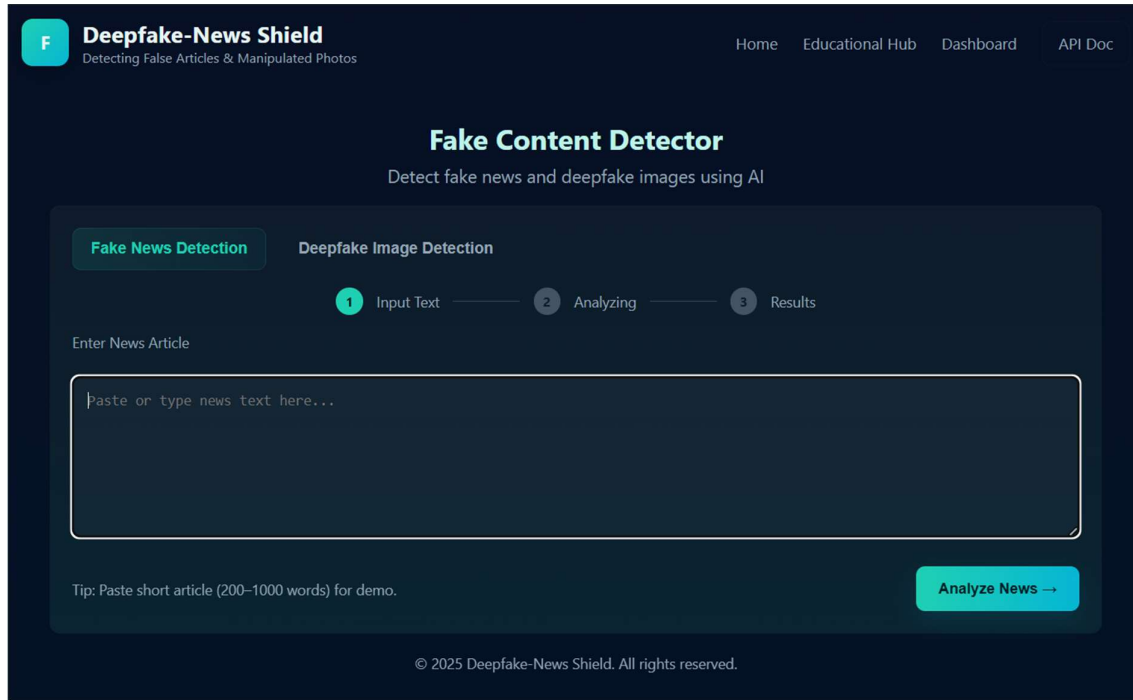 F
Deepfake-News Shield
Detecting False Articles & Manipulated Photos
Home Educational Hub Dashboard API Doc
Fake Content Detector
Detect fake news and deepfake images using AI
Fake News Detection Deepfake Image Detection
1 Input Text 2 Analyzing 3 Results
Enter News Article
Paste or type news text here...
Tip: Paste short article (200–1000 words) for demo.
Analyze News →
© 2025 Deepfake-News Shield. All rights reserved.